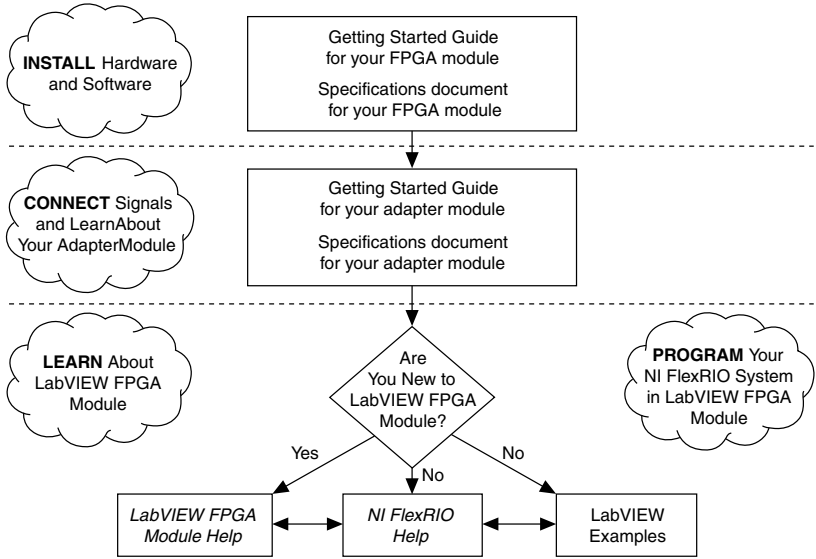 INSTALL Hardware
and Software
Getting Started Guide
for your FPGA module
Specifications document
for your FPGA module
CONNECT Signals
and LearnAbout
Your AdapterModule
Getting Started Guide
for your adapter module
Specifications document
for your adapter module
LEARN About
LabVIEW FPGA
Module
Are
You New to
LabVIEW FPGA
Module?
PROGRAM Your
NI FlexRIO System
in LabVIEW FPGA
Module
Yes
No
No
LabVIEW FPGA
Module Help
NI FlexRIO
Help
LabVIEW
Examples